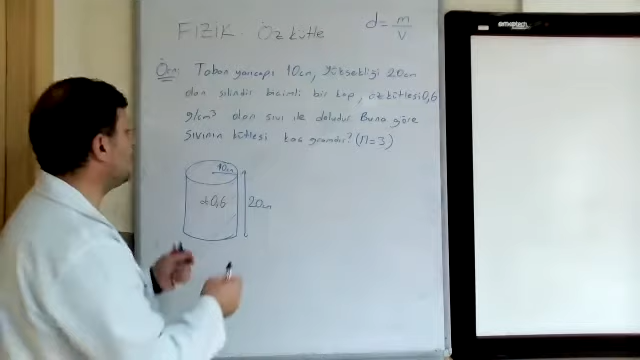 FİZİK - Özkütle
d = m/V
Örn: Taban yarıçapı 10cm, yüksekliği 20cm
olan silindir biçimli bir kap, özkütlesi 0,6
g/cm³ olan sıvı ile doludur. Buna göre
sıvının kütlesi kaç gramdır? (Π=3)
10cm
d=0,6
20cm